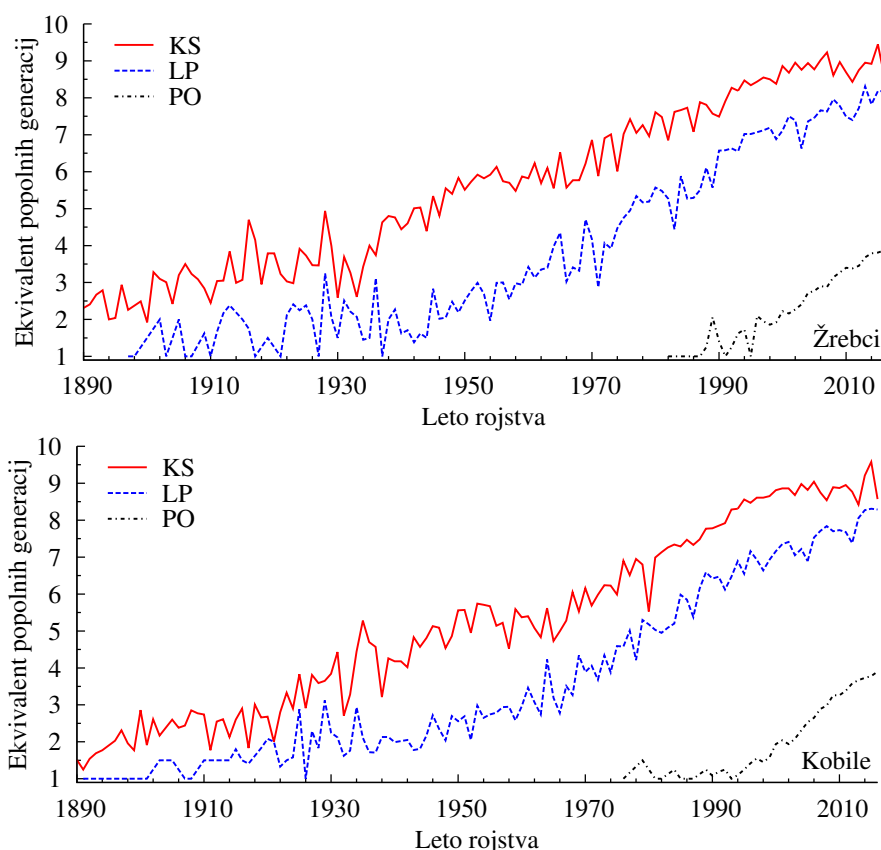 Ekvivalent popolnih generacij
10
9
8
7
6
5
4
3
2
1
KS
LP
PO
Žrebci
1890 1910 1930 1950 1970 1990 2010
Leto rojstva
Ekvivalent popolnih generacij
10
9
8
7
6
5
4
3
2
1
KS
LP
PO
Kobile
1890 1910 1930 1950 1970 1990 2010
Leto rojstva